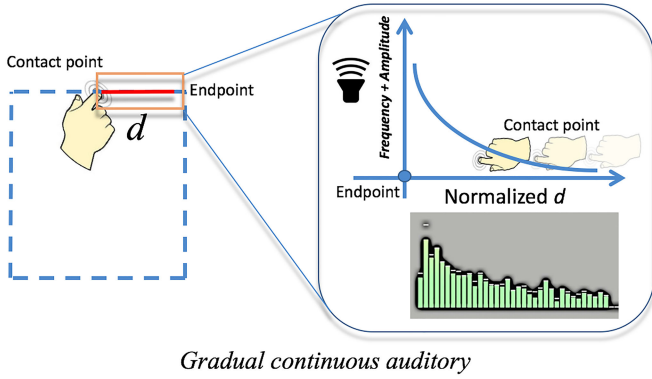 Contact point
Endpoint
d
Frequency + Amplitude
Contact point
Endpoint
Normalized d
Gradual continuous auditory